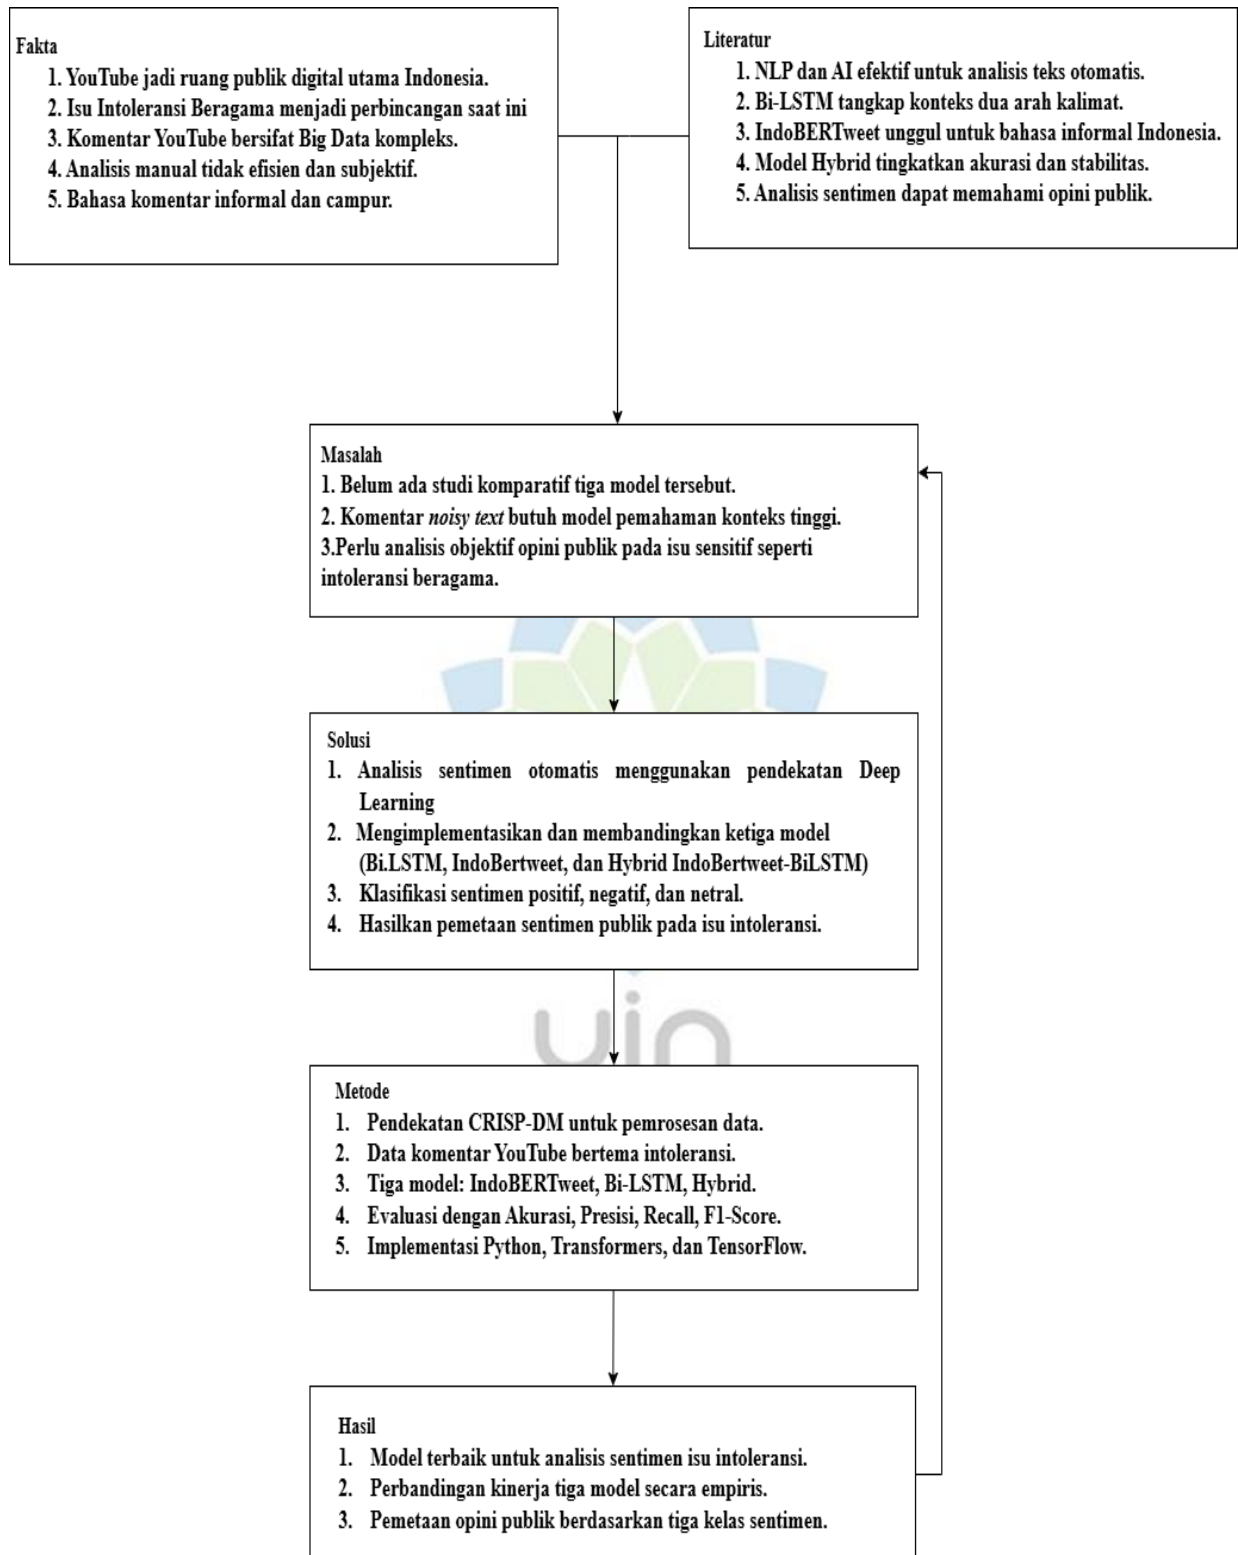 Fakta
1. YouTube jadi ruang publik digital utama Indonesia.
2. Isu Intoleransi Beragama menjadi perbincangan saat ini
3. Komentar YouTube bersifat Big Data kompleks.
4. Analisis manual tidak efisien dan subjektif.
5. Bahasa komentar informal dan campur.
Literatur
1. NLP dan AI efektif untuk analisis teks otomatis.
2. Bi-LSTM tangkap konteks dua arah kalimat.
3. IndoBERTweet unggul untuk bahasa informal Indonesia.
4. Model Hybrid tingkatkan akurasi dan stabilitas.
5. Analisis sentimen dapat memahami opini publik.
Masalah
1. Belum ada studi komparatif tiga model tersebut.
2. Komentar noisy text butuh model pemahaman konteks tinggi.
3.Perlu analisis objektif opini publik pada isu sensitif seperti
intoleransi beragama.
Solusi
1. Analisis sentimen otomatis menggunakan pendekatan Deep
Learning
2. Mengimplementasikan dan membandingkan ketiga model
(Bi.LSTM, IndoBertweet, dan Hybrid IndoBertweet-BiLSTM)
3. Klasifikasi sentimen positif, negatif, dan netral.
4. Hasilkan pemetaan sentimen publik pada isu intoleransi.
uin
Metode
1. Pendekatan CRISP-DM untuk pemrosesan data.
2. Data komentar YouTube bertema intoleransi.
3. Tiga model: IndoBERTweet, Bi-LSTM, Hybrid.
4. Evaluasi dengan Akurasi, Presisi, Recall, F1-Score.
5. Implementasi Python, Transformers, dan TensorFlow.
Hasil
1. Model terbaik untuk analisis sentimen isu intoleransi.
2. Perbandingan kinerja tiga model secara empiris.
3. Pemetaan opini publik berdasarkan tiga kelas sentimen.